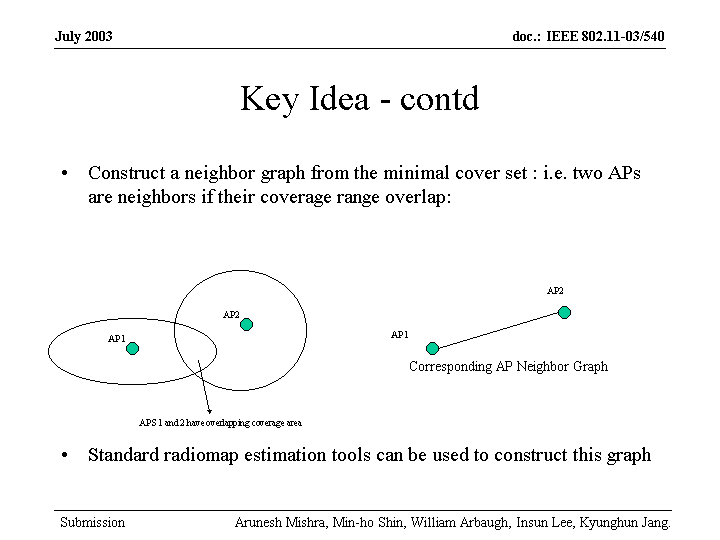 July 2003
doc.: IEEE 802.11-03/540
Key Idea - contd
• Construct a neighbor graph from the minimal cover set : i.e. two APs
are neighbors if their coverage range overlap:
AP2
AP1
APS 1 and 2 have overlapping coverage area
AP2
AP1
Corresponding AP Neighbor Graph
• Standard radiomap estimation tools can be used to construct this graph
Submission
Arunesh Mishra, Min-ho Shin, William Arbaugh, Insun Lee, Kyunghun Jang.